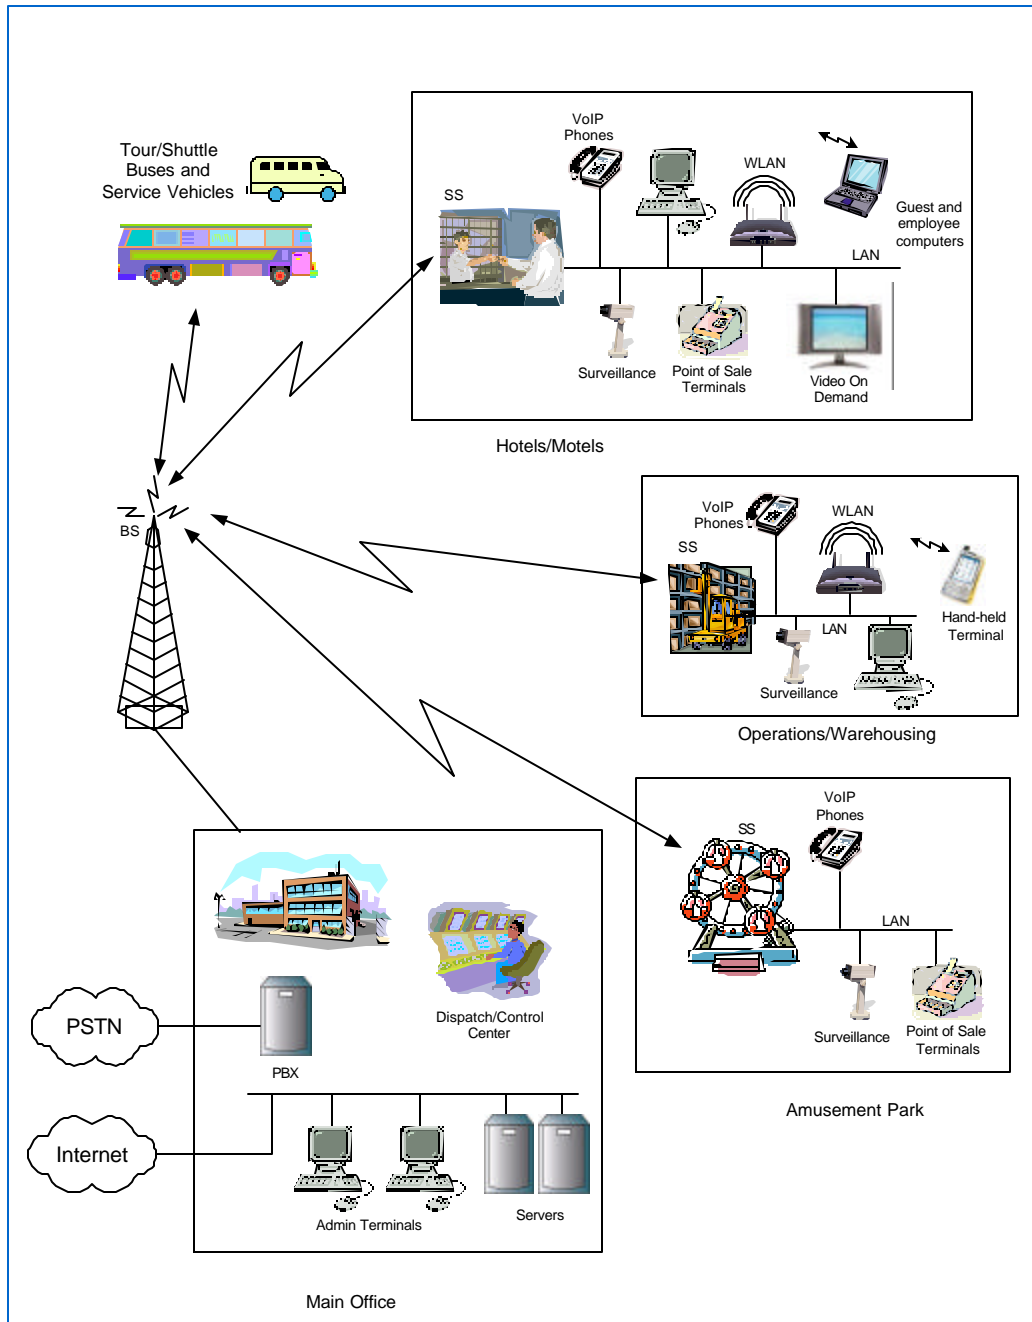 Tour/Shuttle
Buses and
Service Vehicles
SS
VoIP
Phones
WLAN
Guest and
employee
computers
LAN
Surveillance
Point of Sale
Terminals
Video On
Demand
Hotels/Motels
BS
VoIP
Phones
WLAN
SS
LAN
Hand-held
Terminal
Surveillance
Operations/Warehousing
VoIP
Phones
SS
LAN
Surveillance
Point of Sale
Terminals
Amusement Park
Dispatch/Control
Center
PSTN
PBX
Internet
Admin Terminals
Servers
Main Office